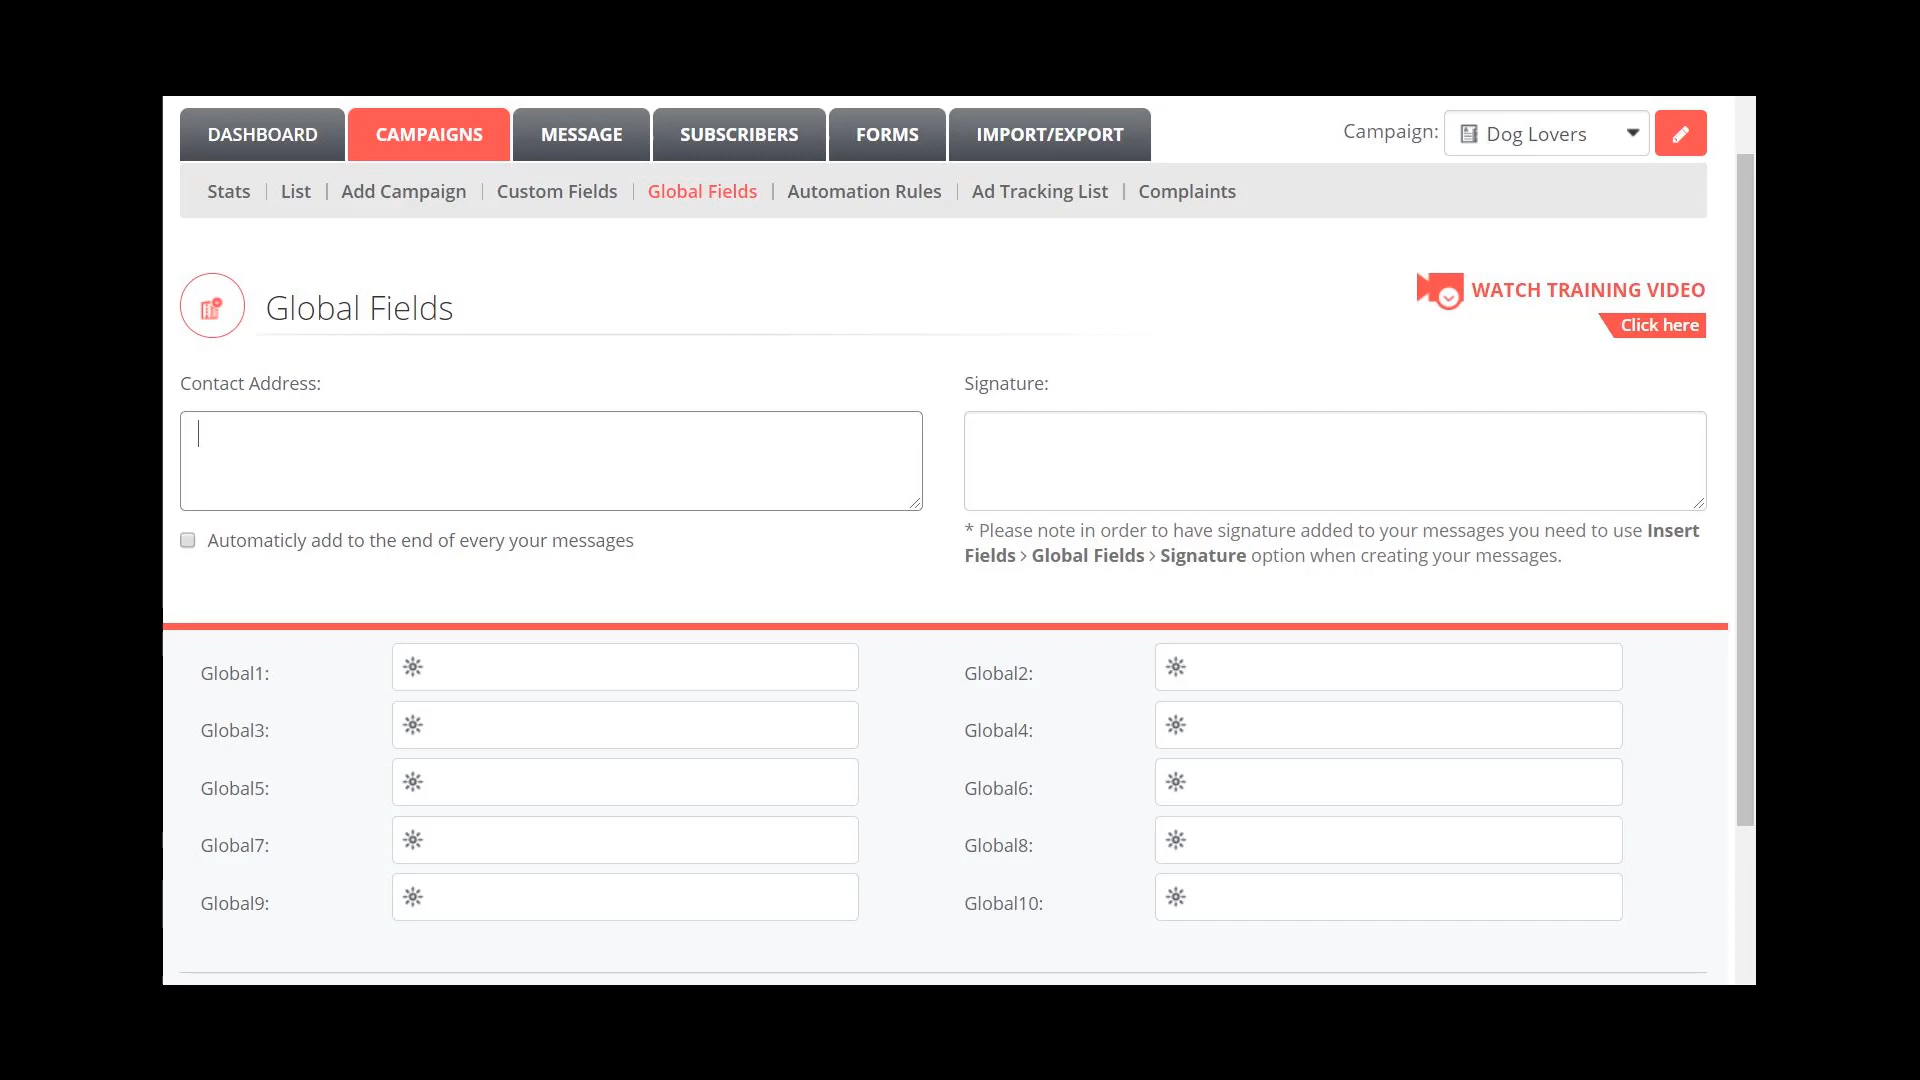 DASHBOARD CAMPAIGNS MESSAGE SUBSCRIBERS FORMS IMPORT/EXPORT Campaign: Dog Lovers
Stats | List | Add Campaign | Custom Fields | Global Fields | Automation Rules | Ad Tracking List | Complaints
Global Fields
WATCH TRAINING VIDEO
Click here
Contact Address:
Signature:
Automaticly add to the end of every your messages
* Please note in order to have signature added to your messages you need to use Insert
Fields > Global Fields > Signature option when creating your messages.
Global1: Global2:
Global3: Global4:
Global5: Global6:
Global7: Global8:
Global9: Global10: